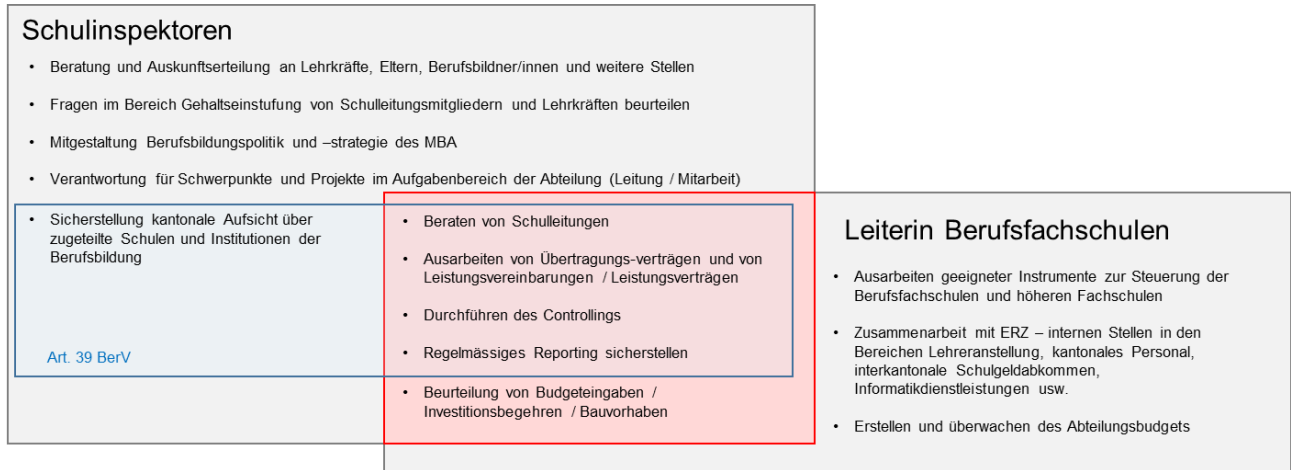 Schulinspektoren
• Beratung und Auskunftserteilung an Lehrkräfte, Eltern, Berufsbildner/innen und weitere Stellen
• Fragen im Bereich Gehaltseinstufung von Schulleitungsmitgliedern und Lehrkräften beurteilen
• Mitgestaltung Berufsbildungspolitik und –strategie des MBA
• Verantwortung für Schwerpunkte und Projekte im Aufgabenbereich der Abteilung (Leitung / Mitarbeit)
• Sicherstellung kantonale Aufsicht über
zugeteilte Schulen und Institutionen der
Berufsbildung
Art. 39 BerV
• Beraten von Schulleitungen
• Ausarbeiten von Übertragungs-verträgen und von
Leistungsvereinbarungen / Leistungsverträgen
• Durchführen des Controllings
• Regelmässiges Reporting sicherstellen
• Beurteilung von Budgeteingaben /
Investitionsbegehren / Bauvorhaben
Leiterin Berufsfachschulen
• Ausarbeiten geeigneter Instrumente zur Steuerung der
Berufsfachschulen und höheren Fachschulen
• Zusammenarbeit mit ERZ – internen Stellen in den
Bereichen Lehreranstellung, kantonales Personal,
interkantonale Schulgeldabkommen,
Informatikdienstleistungen usw.
• Erstellen und überwachen des Abteilungsbudgets